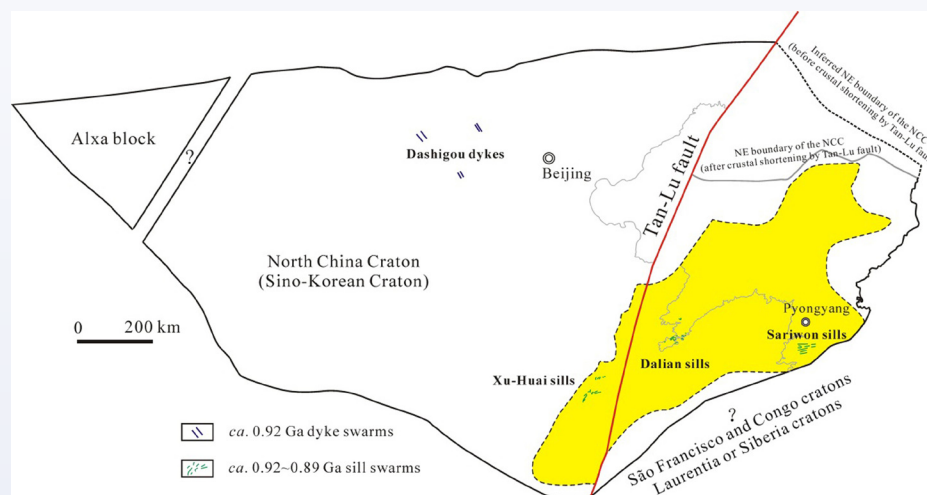 Inferred NE boundary of the NCC
(before crustal shortening by Tan-Lu fault)
NE boundary of the NCC
(after crustal shortening by Tan-Lu fault)
Alxa block
?
Dashigou dykes
Beijing
Tan-Lu fault
North China Craton
(Sino-Korean Craton)
0 200 km
Pyongyang
Sariwon sills
Dalian sills
Xu-Huai sills
?
São Francisco and Congo cratons
Laurentia or Siberia cratons
ca. 0.92 Ga dyke swarms
ca. 0.92~0.89 Ga sill swarms